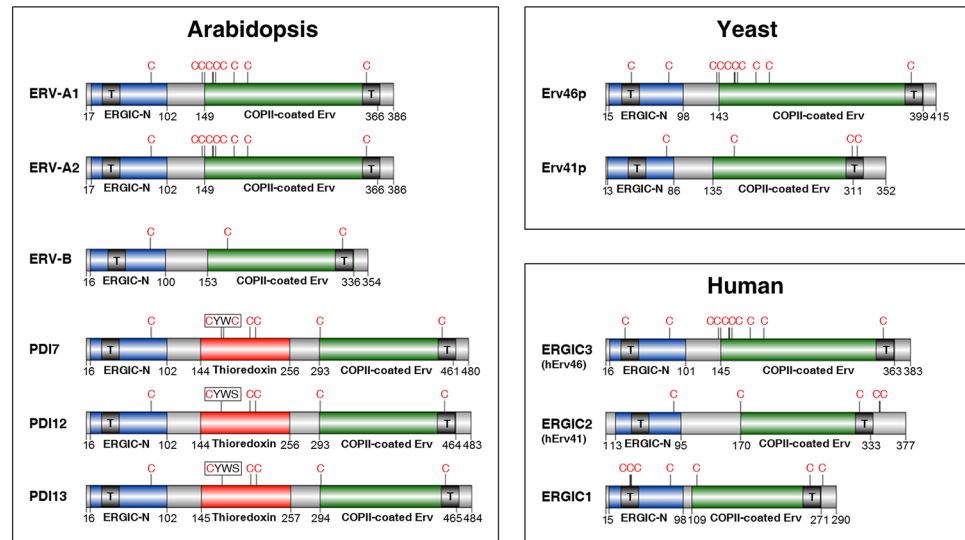 Arabidopsis
C CCCCCC C C C
ERV-A1
T T
17 ERGIC-N 102 149 COPII-coated Erv 366 386
C CCCCCC C C C
ERV-A2
T T
17 ERGIC-N 102 149 COPII-coated Erv 366 386
C C C
ERV-B
T T
16 ERGIC-N 100 153 COPII-coated Erv 336 354
C CYWC CC C C
PDI7
T T
16 ERGIC-N 102 144 Thioredoxin 256 293 COPII-coated Erv 461 480
C CYWS CC C C
PDI12
T T
16 ERGIC-N 102 144 Thioredoxin 256 293 COPII-coated Erv 464 483
C CYWS CC C C
PDI13
T T
16 ERGIC-N 102 145 Thioredoxin 257 294 COPII-coated Erv 465 484
Yeast
C C CCCCCC C C C
Erv46p
T T
15 ERGIC-N 98 143 COPII-coated Erv 399 415
C C CC
Erv41p
T T
13 ERGIC-N 86 135 COPII-coated Erv 311 352
Human
C C CCCCCC C C C
ERGIC3
(hErv46)
T T
16 ERGIC-N 101 145 COPII-coated Erv 363 383
C C C CC
ERGIC2
(hErv41)
T T
1 13 ERGIC-N 95 170 COPII-coated Erv 333 377
CCC C C C C
ERGIC1
T T
15 ERGIC-N 98 109 COPII-coated Erv 271 290